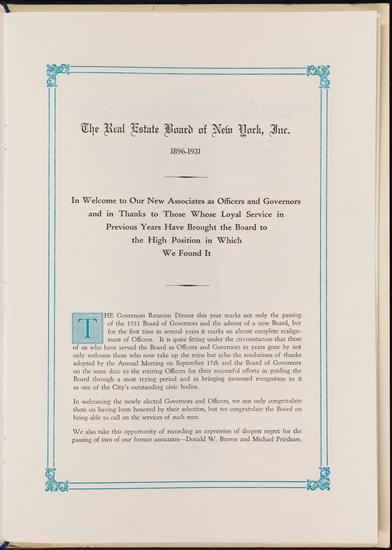 The Real Estate Board of New York, Inc.
1896-1931
In Welcome to Our New Associates as Officers and Governors
and in Thanks to Those Whose Loyal Service in
Previous Years Have Brought the Board to
the High Position in Which
We Found It
THE Governors Reunion Dinner this year marks not only the passing
of the 1931 Board of Governors and the advent of a new Board, but
for the first time in several years it marks an almost complete realign-
ment of Officers. It is quite fitting under the circumstances that those
of us who have served the Board as Officers and Governors in years gone by not
only welcome those who now take up the reins but echo the resolutions of thanks
adopted by the Annual Meeting on September 15th and the Board of Governors
on the same date to the retiring Officers for their successful efforts in guiding the
Board through a most trying period and in bringing increased recognition to it
as one of the City's outstanding civic bodies.
In welcoming the newly elected Governors and Officers, we not only congratulate
them on having been honored by their selection, but we congratulate the Board on
being able to call on the services of such men.
We also take this opportunity of recording an expression of deepest regret for the
passing of two of our former associates—Donald W. Brown and Michael Friedsam.